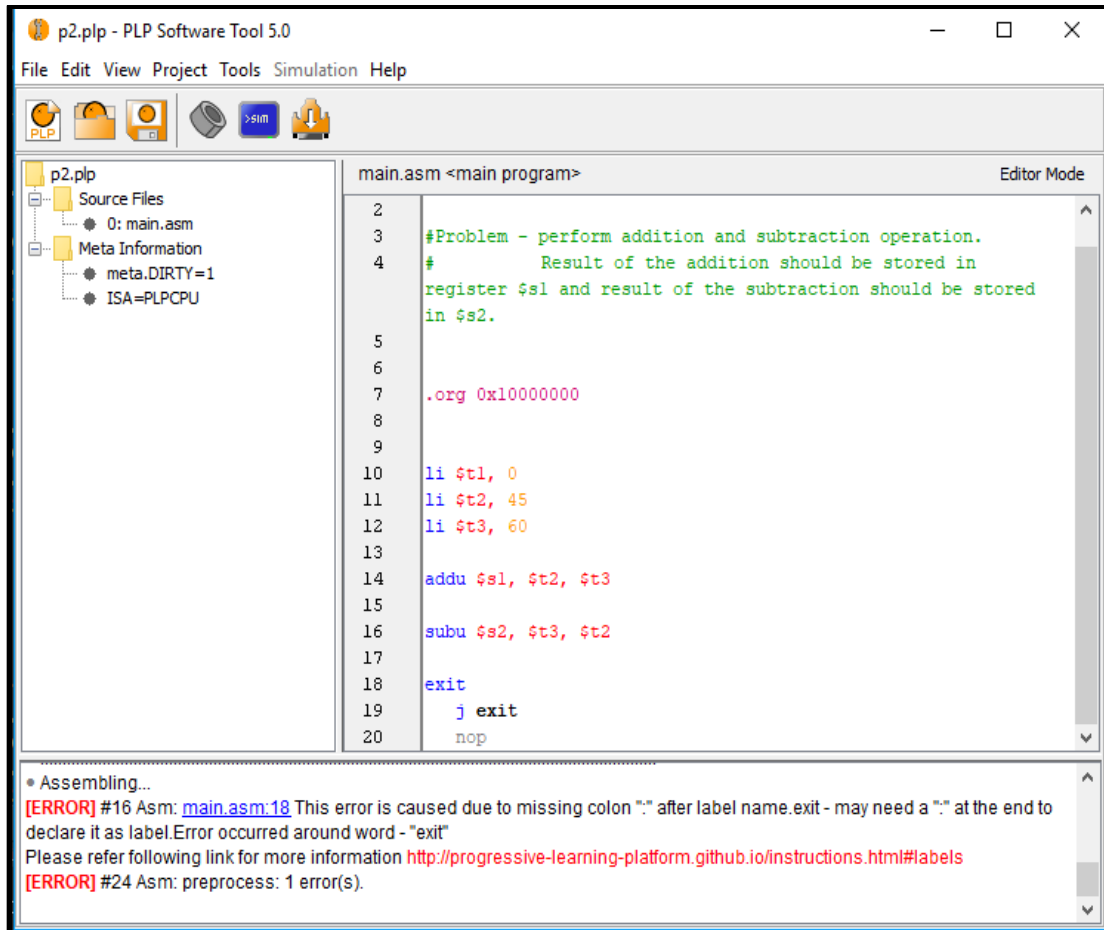 p2.plp - PLP Software Tool 5.0
File Edit View Project Tools Simulation Help
PLP
>sim
p2.plp
Source Files
0: main.asm
Meta Information
meta.DIRTY=1
ISA=PLPCPU
main.asm <main program>
Editor Mode
2
3 #Problem - perform addition and subtraction operation.
4 # Result of the addition should be stored in
register $s1 and result of the subtraction should be stored
in $s2.
5
6
7 .org 0x10000000
8
9
10 li $t1, 0
11 li $t2, 45
12 li $t3, 60
13
14 addu $s1, $t2, $t3
15
16 subu $s2, $t3, $t2
17
18 exit
19 j exit
20 nop
Assembling...
[ERROR] #16 Asm: main.asm:18 This error is caused due to missing colon ":" after label name.exit - may need a ":" at the end to
declare it as label.Error occurred around word - "exit"
Please refer following link for more information http://progressive-learning-platform.github.io/instructions.html#labels
[ERROR] #24 Asm: preprocess: 1 error(s).